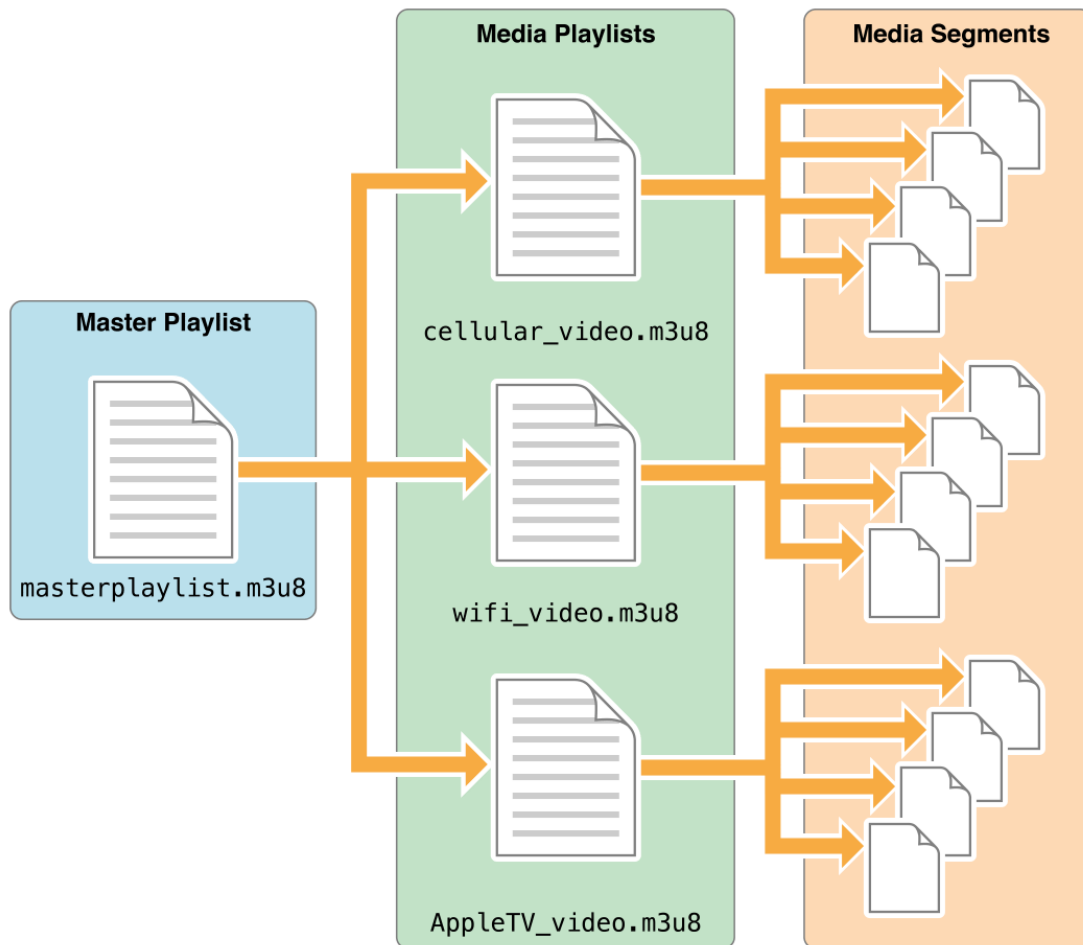 Media Playlists
Media Segments
cellular_video.m3u8
Master Playlist
masterplaylist.m3u8
wifi_video.m3u8
AppleTV_video.m3u8